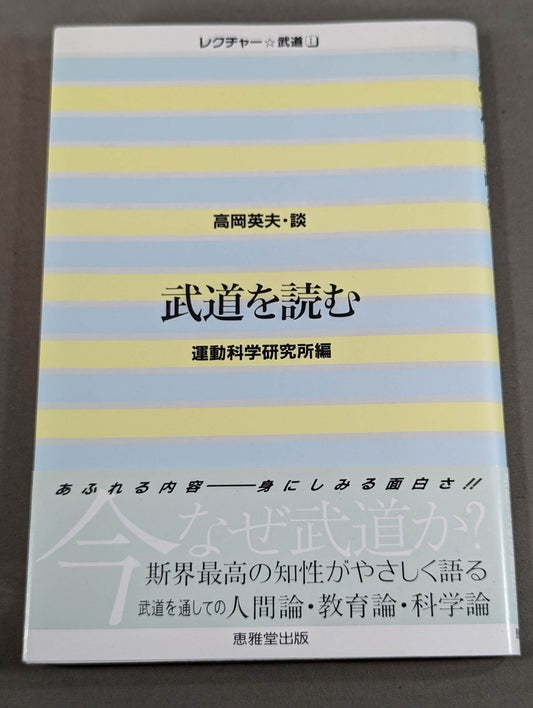 レクチャー☆武道1
高岡英夫・談
武道を読む
運動科学研究所編
あふれる内容――身にしみる面白さ!!
今なぜ武道か?
斯界最高の知性がやさしく語る
武道を通しての人間論・教育論・科学論
恵雅堂出版